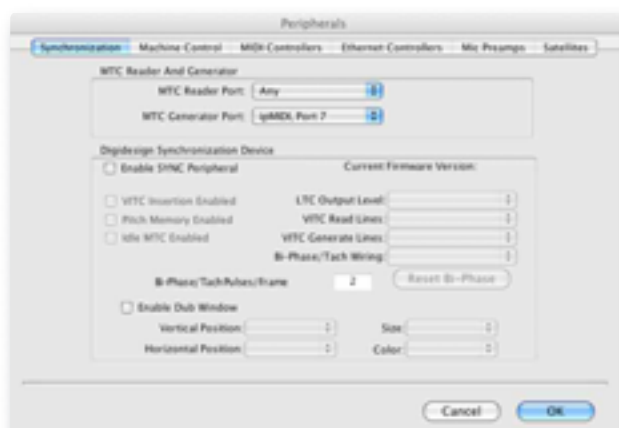 Peripherals
Synchronization Machine Control MIDI Controllers Ethernet Controllers Mic Preamps Satellites
MTC Reader And Generator
MTC Reader Port: Any
MTC Generator Port: ipMIDI, Port 7
Digidesign Synchronization Device
Enable SYNC Peripheral Current Firmware Version:
VITC Insertion Enabled LTC Output Level:
Pitch Memory Enabled VITC Read Lines:
Idle MTC Enabled VITC Generate Lines:
Bi-Phase/Tach Wiring:
Bi-Phase/TachPulses/Frame 2 Reset Bi-Phase
Enable Dub Window
Vertical Position: Size:
Horizontal Position: Color:
Cancel OK